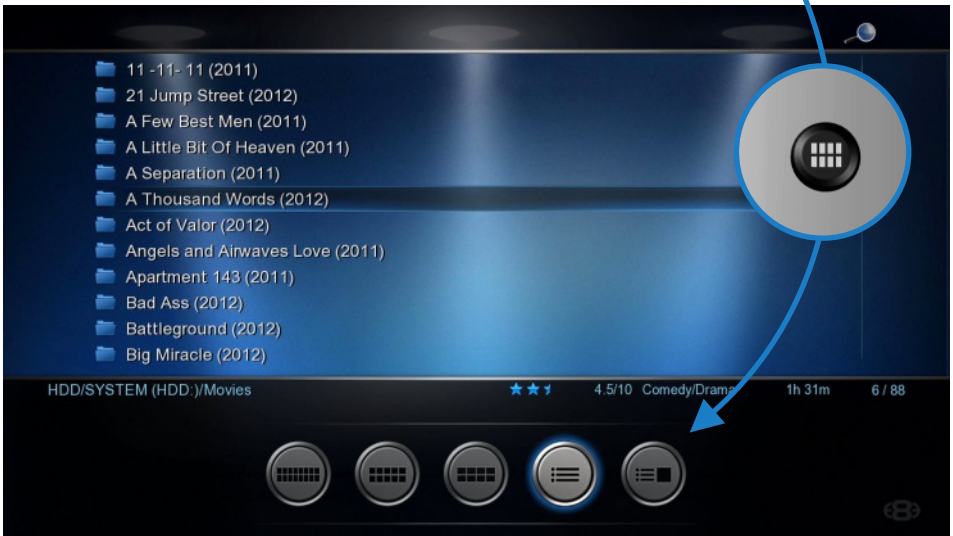 11 -11- 11 (2011)
21 Jump Street (2012)
A Few Best Men (2011)
A Little Bit Of Heaven (2011)
A Separation (2011)
A Thousand Words (2012)
Act of Valor (2012)
Angels and Airwaves Love (2011)
Apartment 143 (2011)
Bad Ass (2012)
Battleground (2012)
Big Miracle (2012)
HDD/SYSTEM (HDD:)/Movies 4.5/10 Comedy/Drama 1h 31m 6 / 88